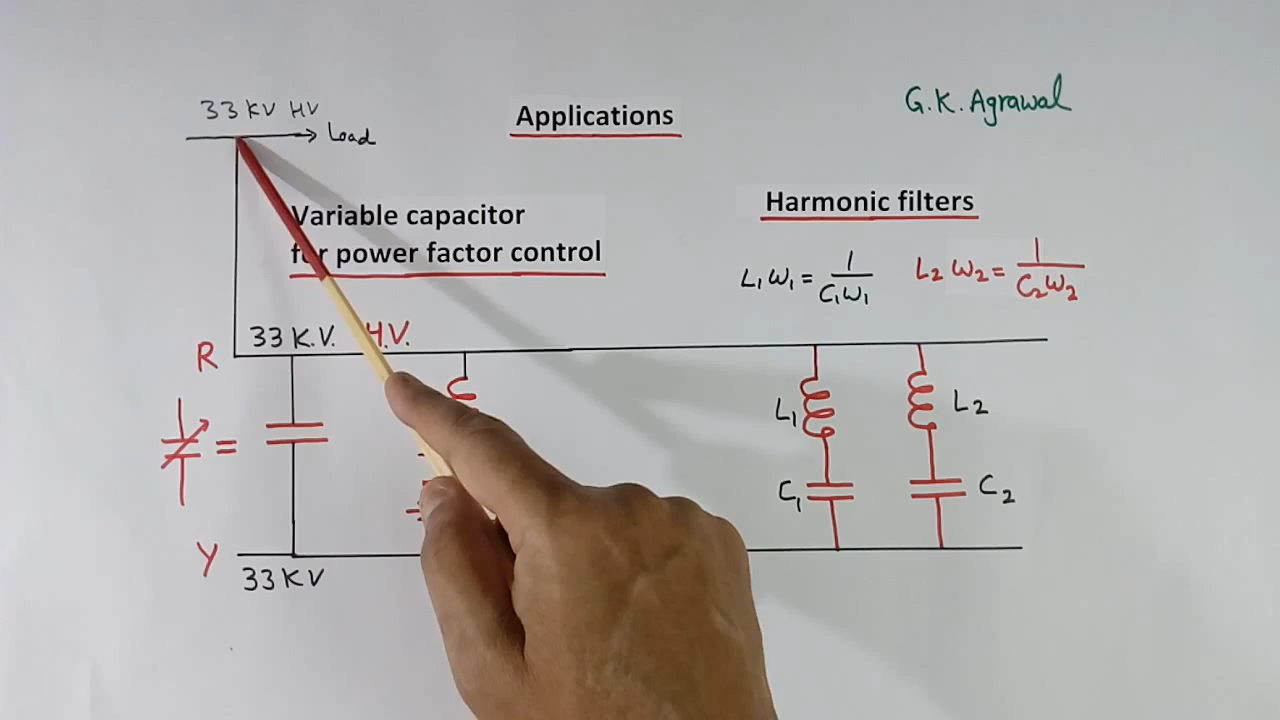 33 KV HV
Load
Applications
G.K. Agrawal
Variable capacitor
for power factor control
Harmonic filters
L₁ω₁ = 1/C₁ω₁
L₂ω₂ = 1/C₂ω₂
R
33 K.V. H.V.
L₁
L₂
=
C₁
C₂
Y
33 KV